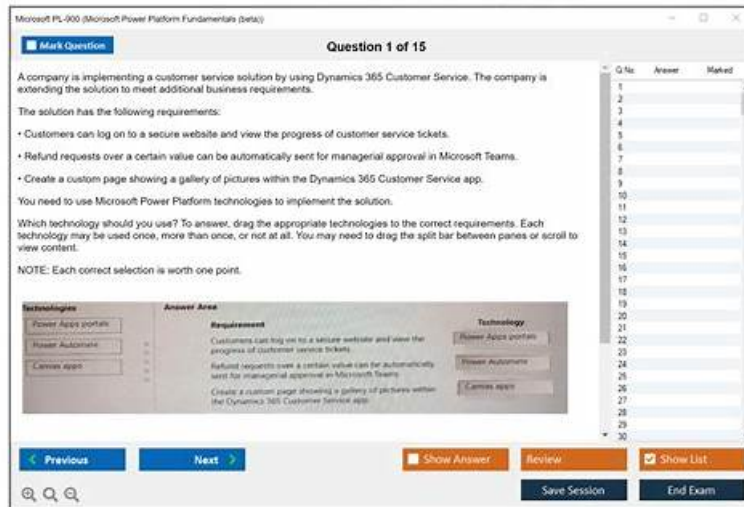 Microsoft PL-900 (Microsoft Power Platform Fundamentals (beta))
Mark Question
Question 1 of 15
A company is implementing a customer service solution by using Dynamics 365 Customer Service. The company is
extending the solution to meet additional business requirements.
The solution has the following requirements:
• Customers can log on to a secure website and view the progress of customer service tickets.
• Refund requests over a certain value can be automatically sent for managerial approval in Microsoft Teams.
• Create a custom page showing a gallery of pictures within the Dynamics 365 Customer Service app.
You need to use Microsoft Power Platform technologies to implement the solution.
Which technology should you use? To answer, drag the appropriate technologies to the correct requirements. Each
technology may be used once, more than once, or not at all. You may need to drag the split bar between panes or scroll to
view content.
NOTE: Each correct selection is worth one point.
Technologies
Power Apps portals
Power Automate
Canvas apps
Answer Area
Requirement
Customers can log on to a secure website and view the
progress of customer service tickets.
Refund requests over a certain value can be automatically
sent for managerial approval in Microsoft Teams.
Create a custom page showing a gallery of pictures within
the Dynamics 365 Customer Service app.
Technology
Power Apps portals
Power Automate
Canvas apps
Q.No Answer Marked
1
2
3
4
5
6
7
8
9
10
11
12
13
14
15
16
17
18
19
20
21
22
23
24
25
26
27
28
29
30
Previous
Next
Show Answer
Review
Show List
Save Session
End Exam